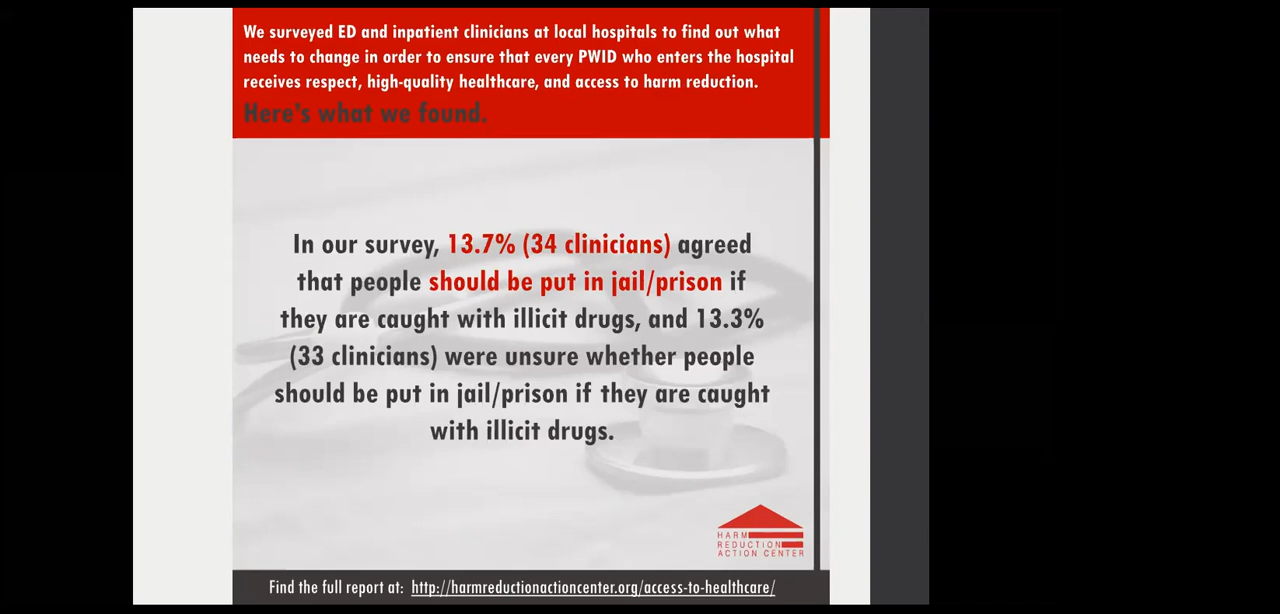 We surveyed ED and inpatient clinicians at local hospitals to find out what
needs to change in order to ensure that every PWID who enters the hospital
receives respect, high-quality healthcare, and access to harm reduction.
Here's what we found.
In our survey, 13.7% (34 clinicians) agreed
that people should be put in jail/prison if
they are caught with illicit drugs, and 13.3%
(33 clinicians) were unsure whether people
should be put in jail/prison if they are caught
with illicit drugs.
HARM
REDUCTION
ACTION CENTER
Find the full report at: http://harmreductionactioncenter.org/access-to-healthcare/